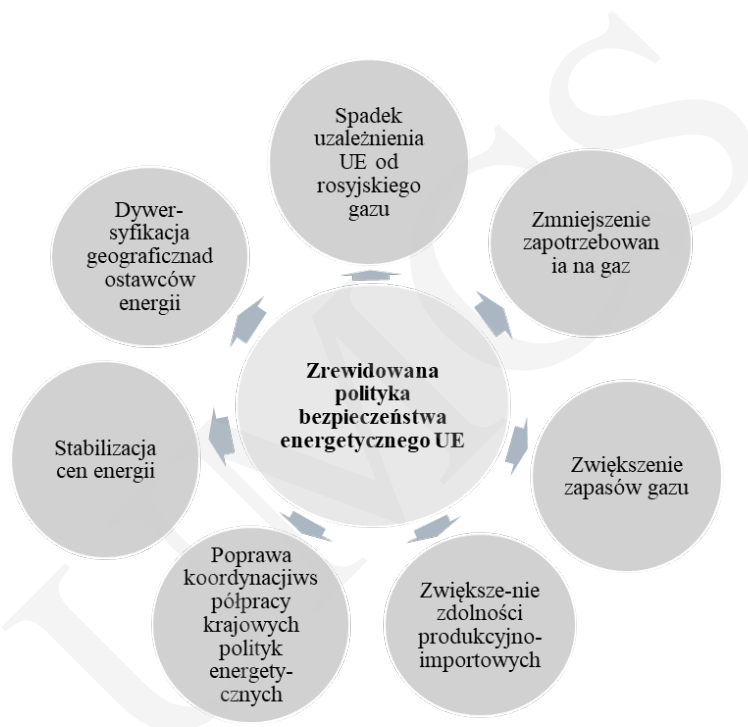 Spadek
uzależnienia
UE od
rosyjskiego
gazu
Zmniejszenie
zapotrzebowan
ia na gaz
Zwiększenie
zapasów gazu
Zwiększe-nie
zdolności
produkcyjno-
importowych
Poprawa
koordynacjiws
półpracy
krajowych
polityk
energety-
cznych
Stabilizacja
cen energii
Dywer-
syfikacja
geograficznad
ostawców
energii
Zrewidowana
polityka
bezpieczeństwa
energetycznego UE
UMCS